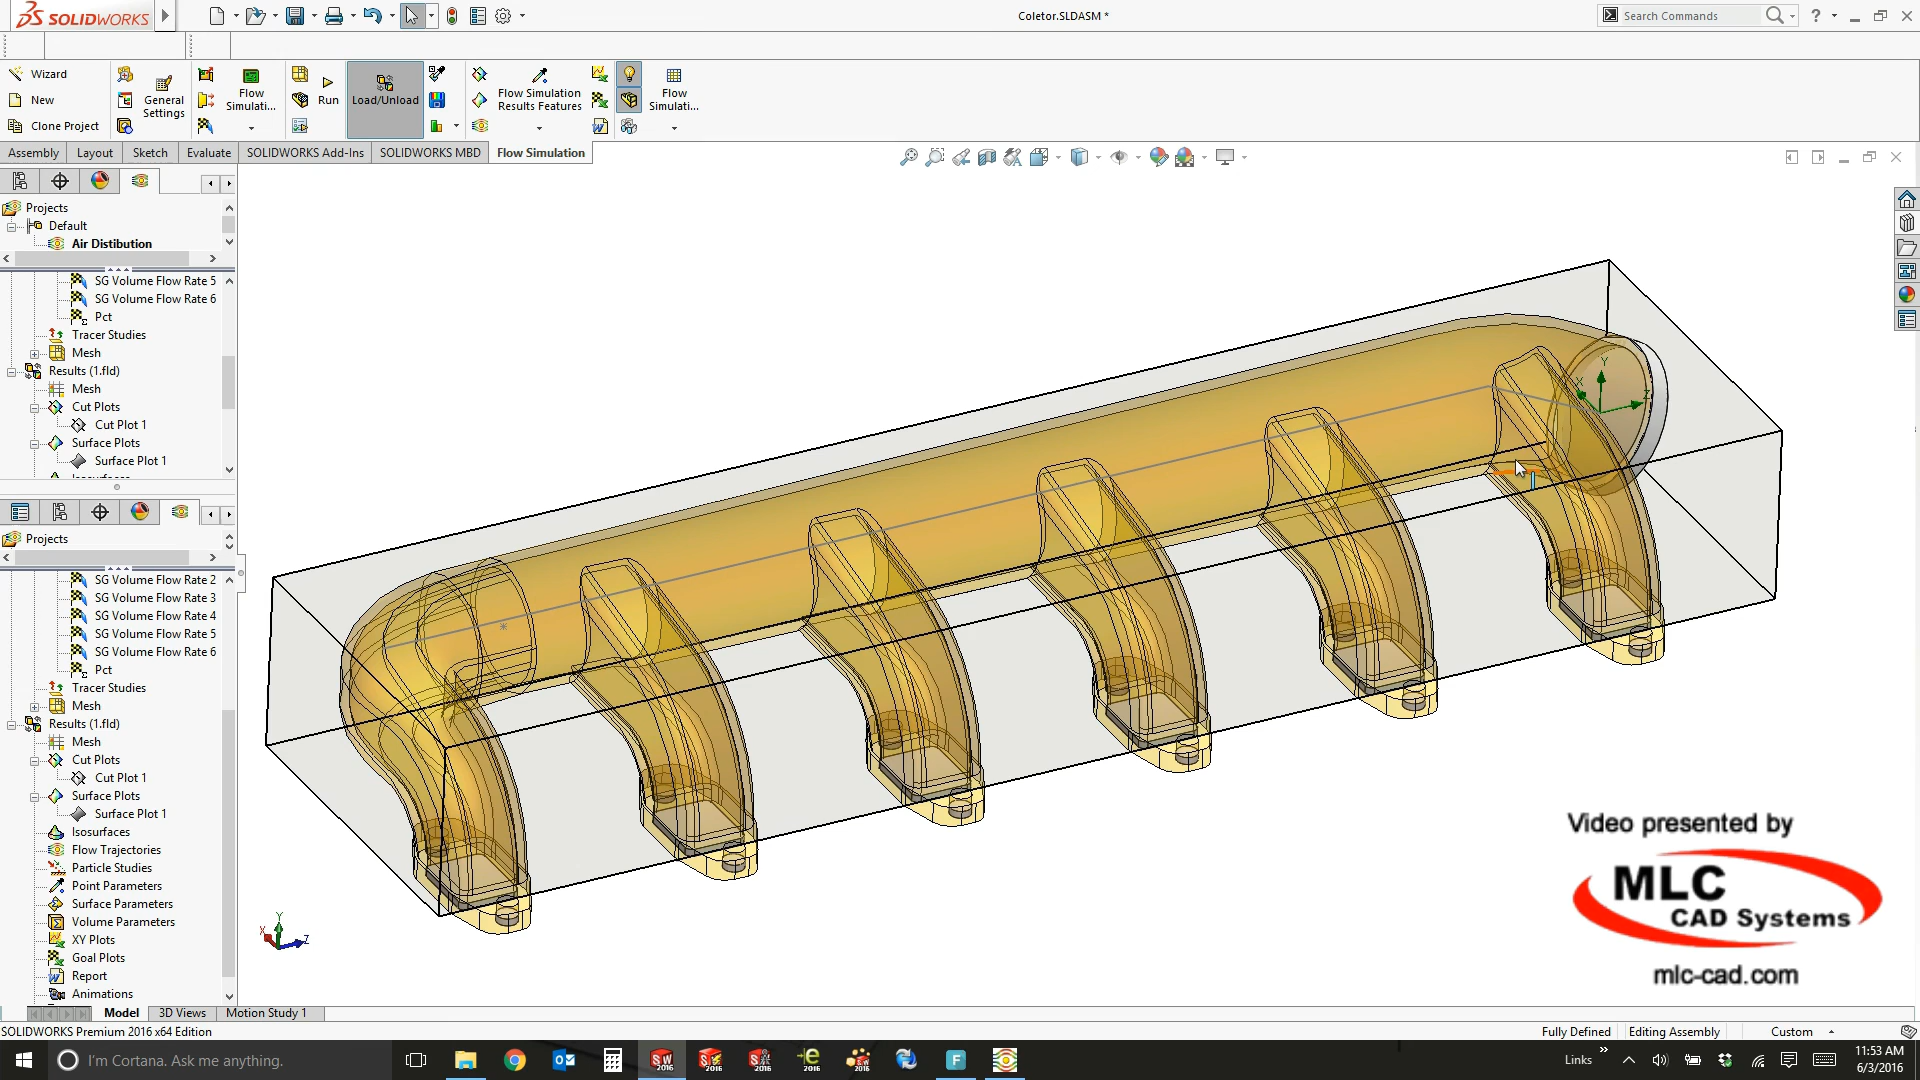 SOLIDWORKS
Coletor.SLDASM *
Search Commands
Wizard
New
Clone Project
General Settings
Flow Simulati...
Run
Load/Unload
Flow Simulation Results Features
Flow Simulati...
Assembly
Layout
Sketch
Evaluate
SOLIDWORKS Add-Ins
SOLIDWORKS MBD
Flow Simulation
Projects
Default
Air Distibution
SG Volume Flow Rate 5
SG Volume Flow Rate 6
Pct
Tracer Studies
Mesh
Results (1.fld)
Mesh
Cut Plots
Cut Plot 1
Surface Plots
Surface Plot 1
Projects
SG Volume Flow Rate 2
SG Volume Flow Rate 3
SG Volume Flow Rate 4
SG Volume Flow Rate 5
SG Volume Flow Rate 6
Pct
Tracer Studies
Mesh
Results (1.fld)
Mesh
Cut Plots
Cut Plot 1
Surface Plots
Surface Plot 1
Isosurfaces
Flow Trajectories
Particle Studies
Point Parameters
Surface Parameters
Volume Parameters
XY Plots
Goal Plots
Report
Animations
Y
X
Z
Y
X
Z
Video presented by
MLC
CAD Systems
mlc-cad.com
Model
3D Views
Motion Study 1
SOLIDWORKS Premium 2016 x64 Edition
Fully Defined
Editing Assembly
Custom
I'm Cortana. Ask me anything.
Links
11:53 AM
6/3/2016